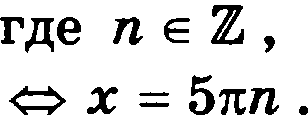 где n ∈ ℤ,
⇔ x = 5πn.